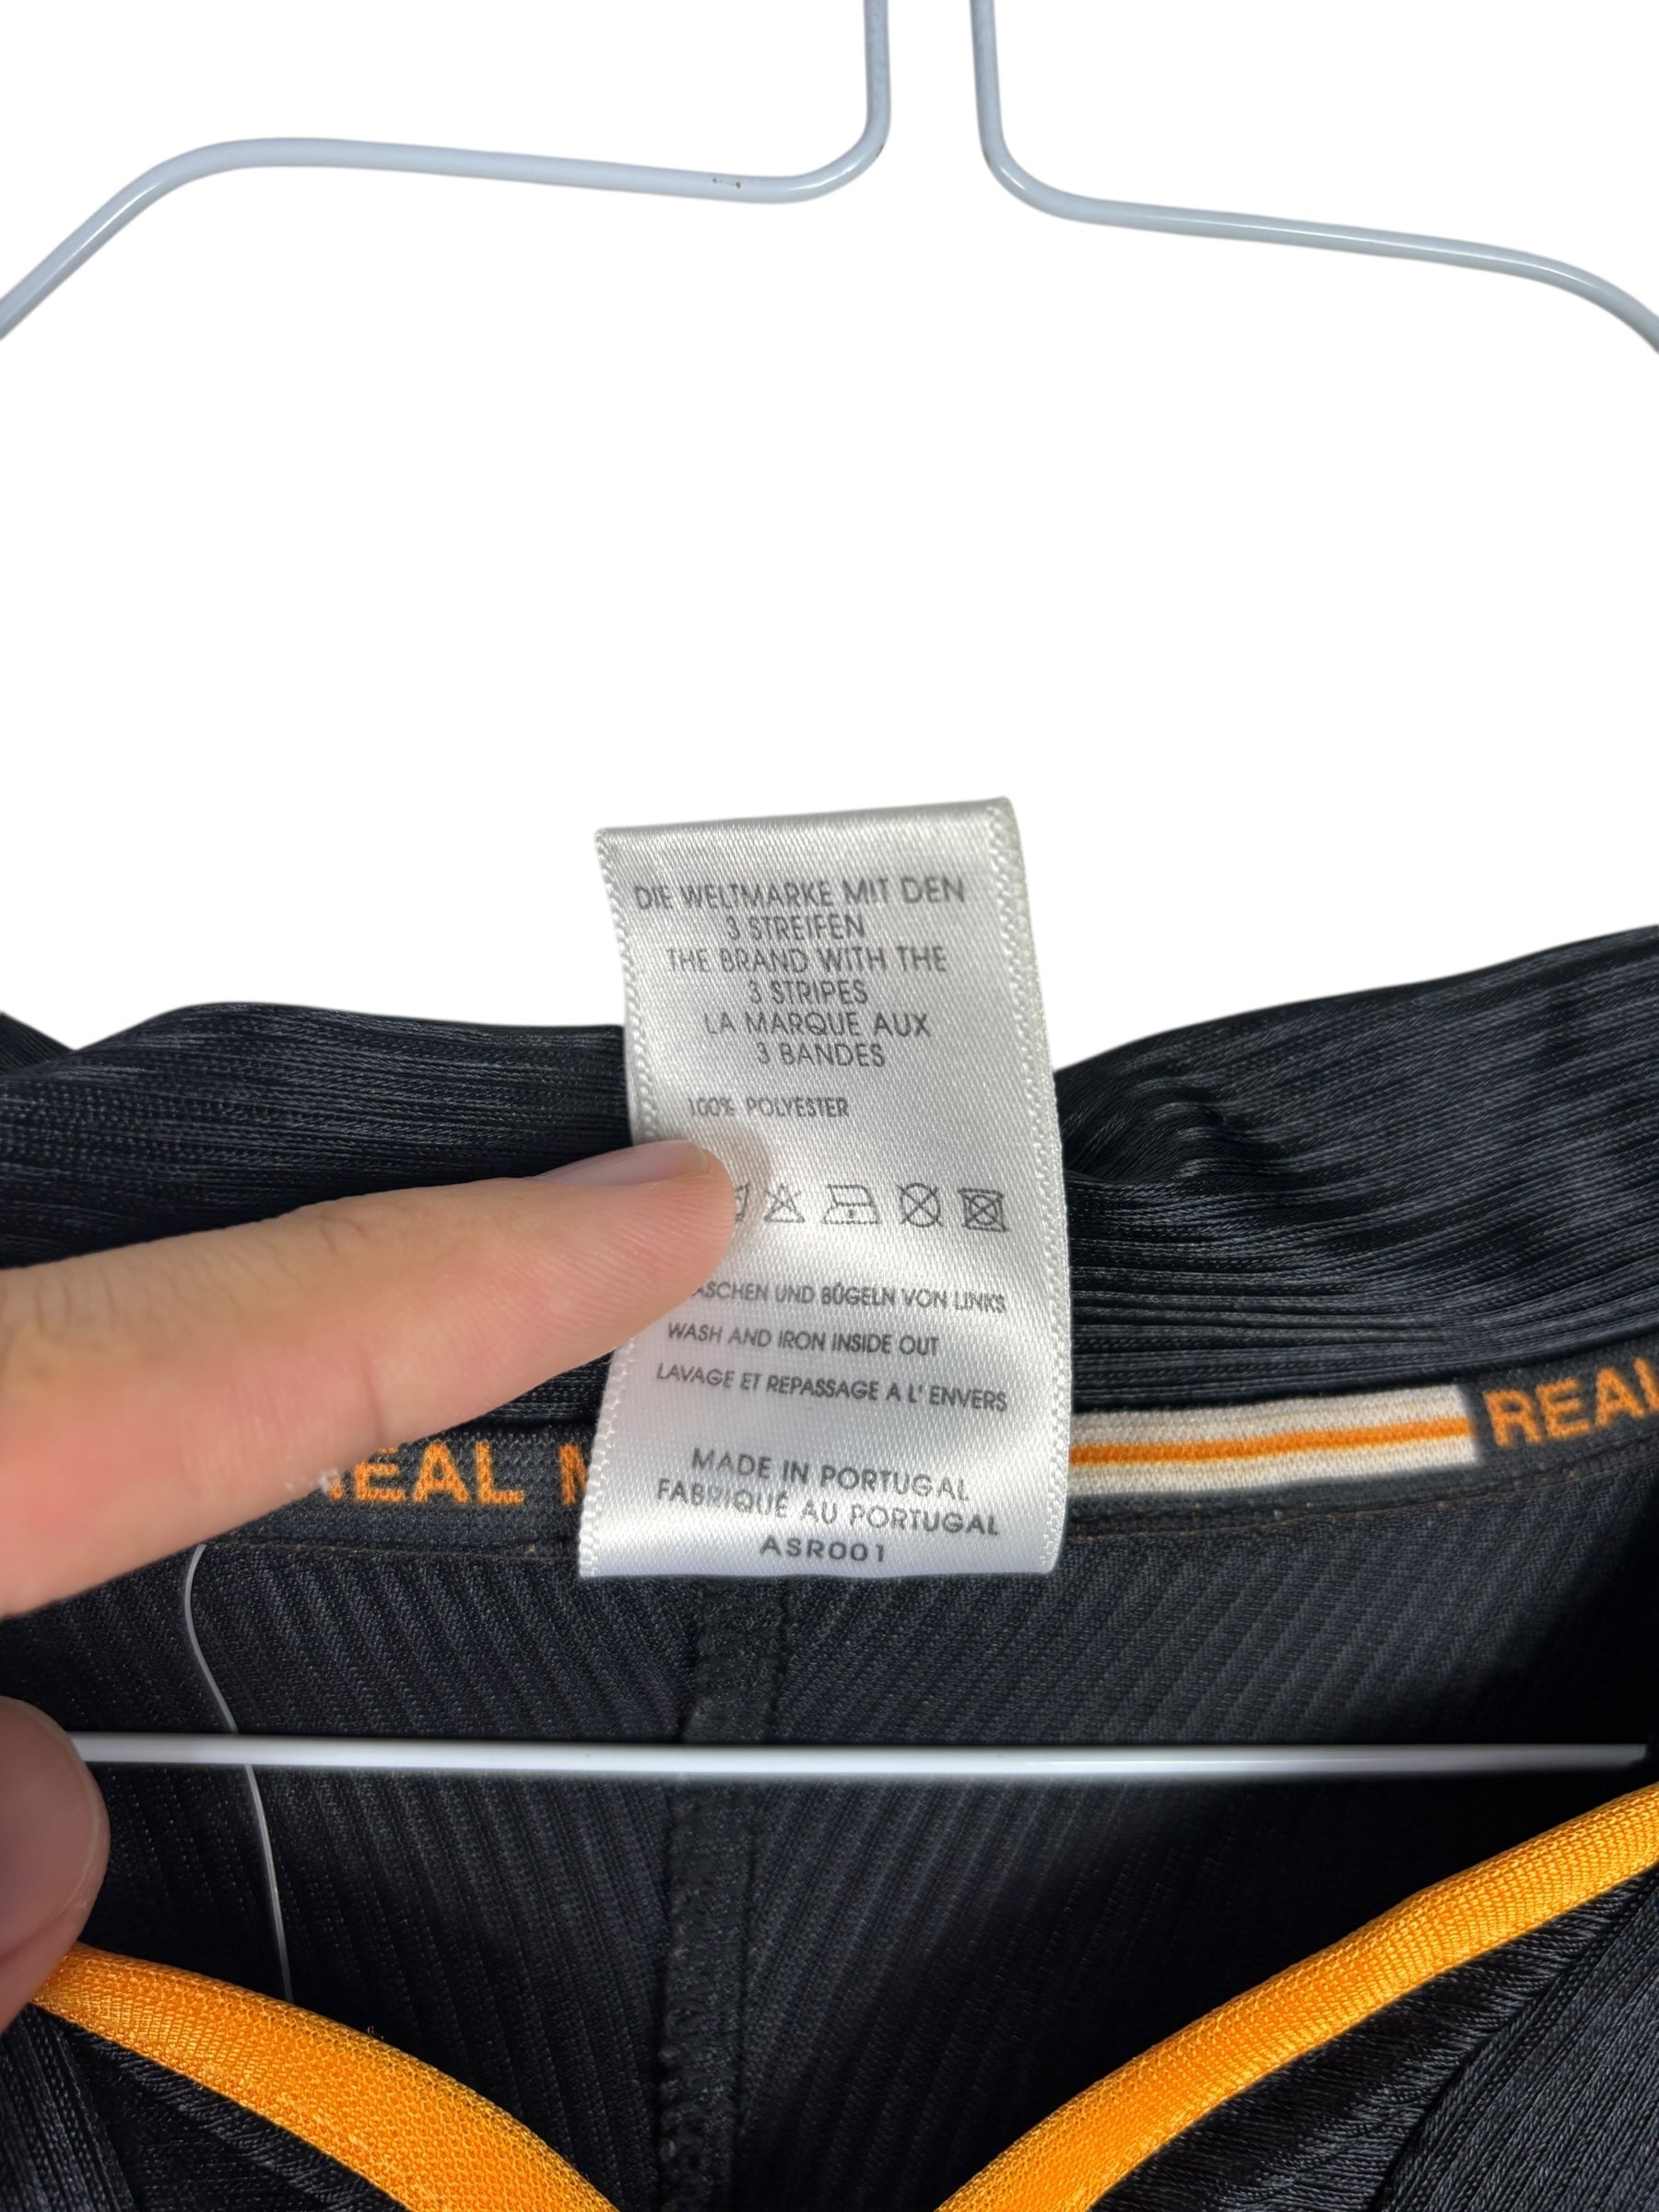 DIE WELTMARKE MIT DEN
3 STREIFEN
THE BRAND WITH THE
3 STRIPES
LA MARQUE AUX
3 BANDES
100% POLYESTER
UND BÜGELN VON LINKS
WASH AND IRON INSIDE OUT
LAVAGE ET REPASSAGE A L' ENVERS
MADE IN PORTUGAL
FABRIQUÉ AU PORTUGAL
ASR001
REAL M
REAL